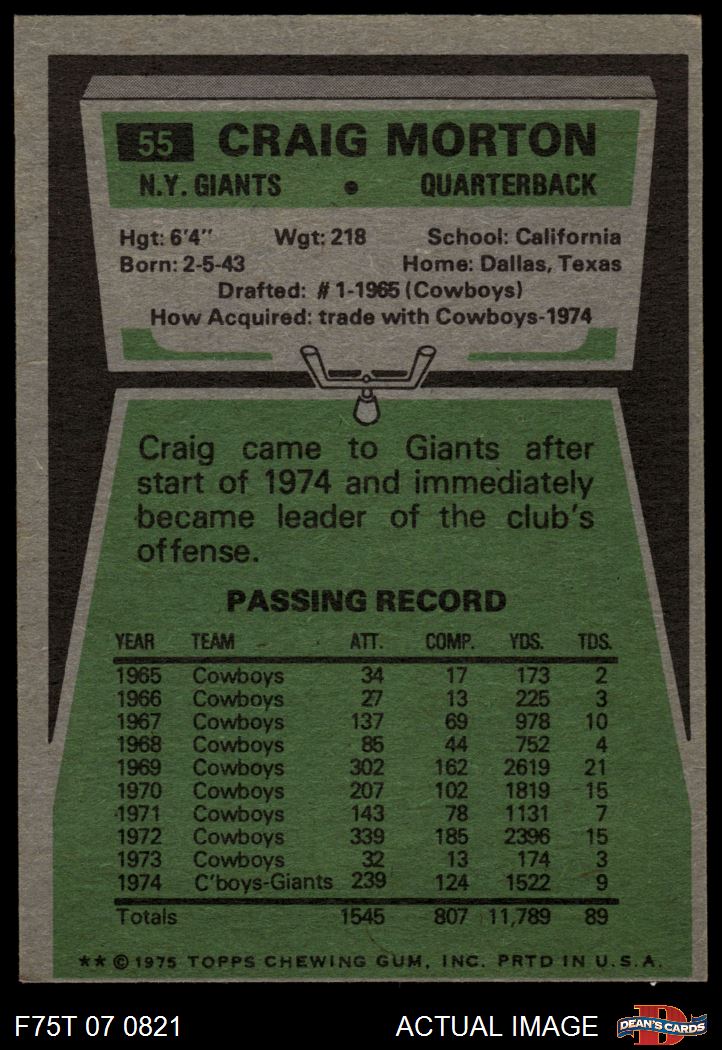 55 CRAIG MORTON
N.Y. GIANTS • QUARTERBACK
Hgt: 6'4" Wgt: 218 School: California
Born: 2-5-43 Home: Dallas, Texas
Drafted: #1-1965 (Cowboys)
How Acquired: trade with Cowboys-1974
Craig came to Giants after
start of 1974 and immediately
became leader of the club's
offense.
PASSING RECORD
YEAR TEAM ATT. COMP. YDS. TDS.
1965 Cowboys 34 17 173 2
1966 Cowboys 27 13 225 3
1967 Cowboys 137 69 978 10
1968 Cowboys 85 44 752 4
1969 Cowboys 302 162 2619 21
1970 Cowboys 207 102 1819 15
1971 Cowboys 143 78 1131 7
1972 Cowboys 339 185 2396 15
1973 Cowboys 32 13 174 3
1974 C'boys-Giants 239 124 1522 9
Totals 1545 807 11,789 89
** © 1975 TOPPS CHEWING GUM, INC. PRTD IN U.S.A.
F75T 07 0821 ACTUAL IMAGE D DEAN'S CARDS